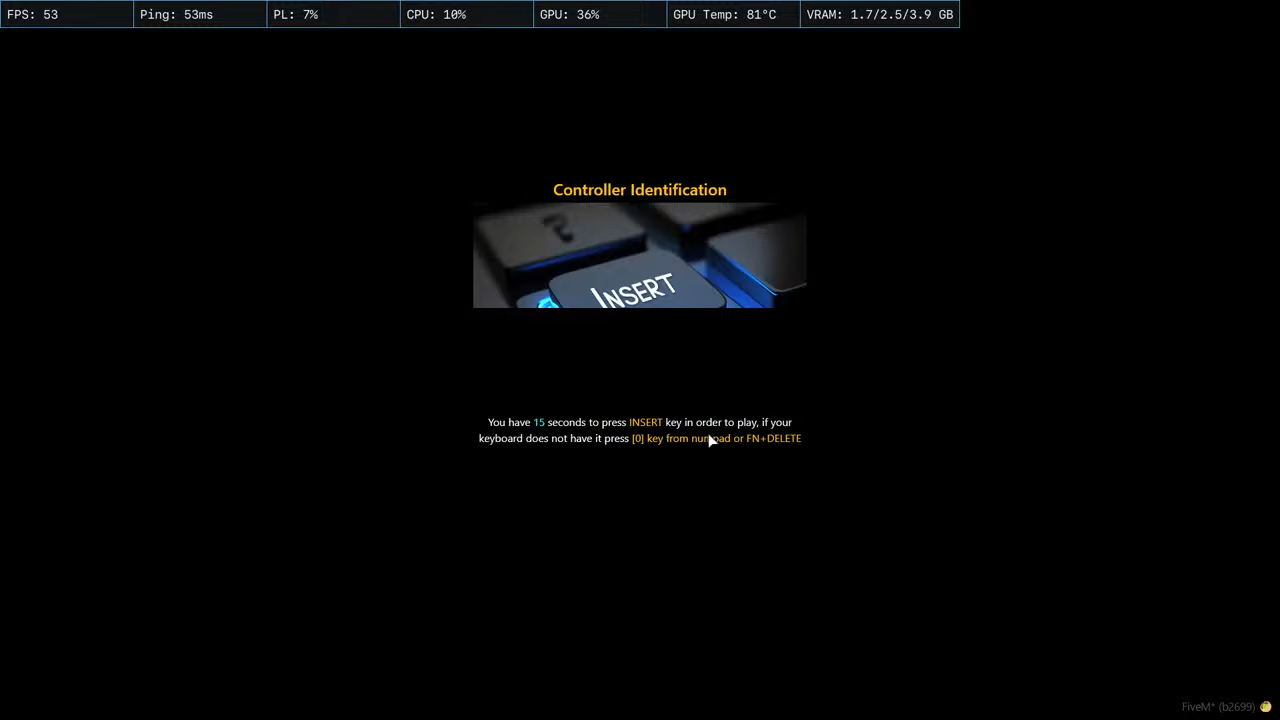 FPS: 53 Ping: 53ms PL: 7% CPU: 10% GPU: 36% GPU Temp: 81°C VRAM: 1.7/2.5/3.9 GB
Controller Identification
INSERT
You have 15 seconds to press INSERT key in order to play, if your
keyboard does not have it press [0] key from numpad or FN+DELETE
FiveM* (b2699)